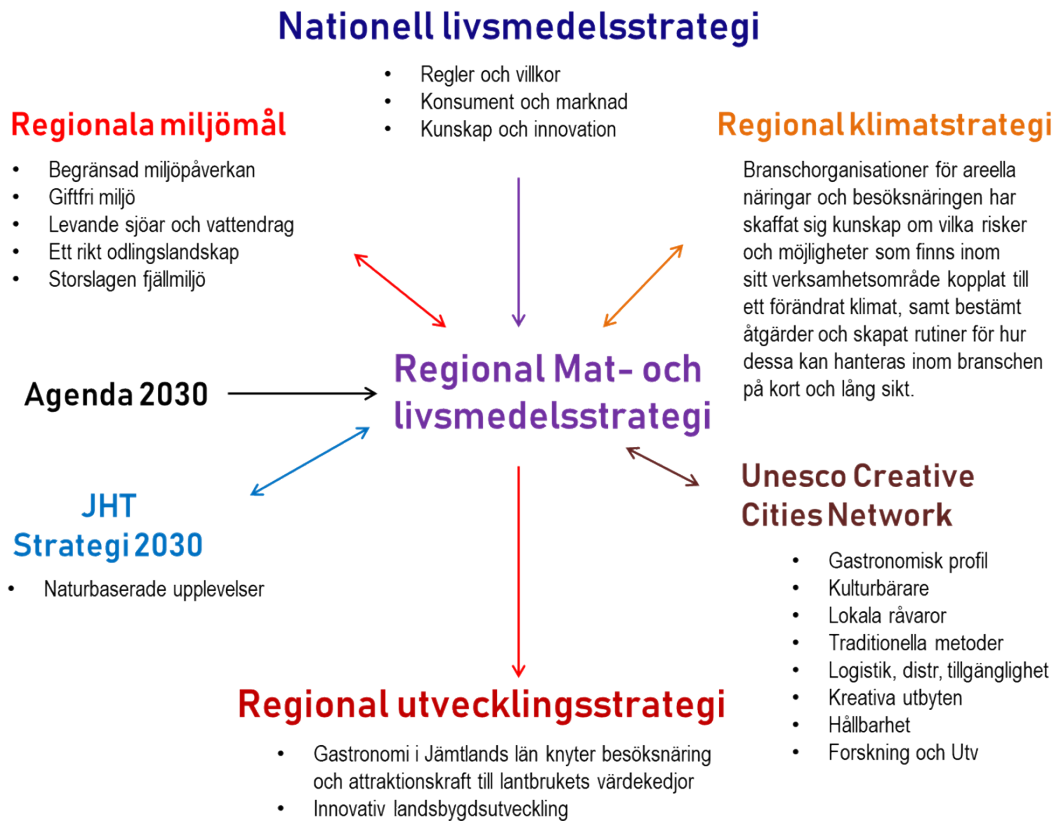 Nationell livsmedelsstrategi
• Regler och villkor
• Konsument och marknad
• Kunskap och innovation
Regionala miljömål
• Begränsad miljöpåverkan
• Giftfri miljö
• Levande sjöar och vattendrag
• Ett rikt odlingslandskap
• Storslagen fjällmiljö
Regional klimatstrategi
Branschorganisationer för areella
näringar och besöksnäringen har
skaffat sig kunskap om vilka risker
och möjligheter som finns inom
sitt verksamhetsområde kopplat till
ett förändrat klimat, samt bestämt
åtgärder och skapat rutiner för hur
dessa kan hanteras inom branschen
på kort och lång sikt.
Agenda 2030
Regional Mat- och
livsmedelsstrategi
JHT
Strategi 2030
• Naturbaserade upplevelser
Unesco Creative
Cities Network
• Gastronomisk profil
• Kulturbärare
• Lokala råvaror
• Traditionella metoder
• Logistik, distr, tillgänglighet
• Kreativa utbyten
• Hållbarhet
• Forskning och Utv
Regional utvecklingsstrategi
• Gastronomi i Jämtlands län knyter besöksnäring
och attraktionskraft till lantbrukets värdekedjor
• Innovativ landsbygdsutveckling